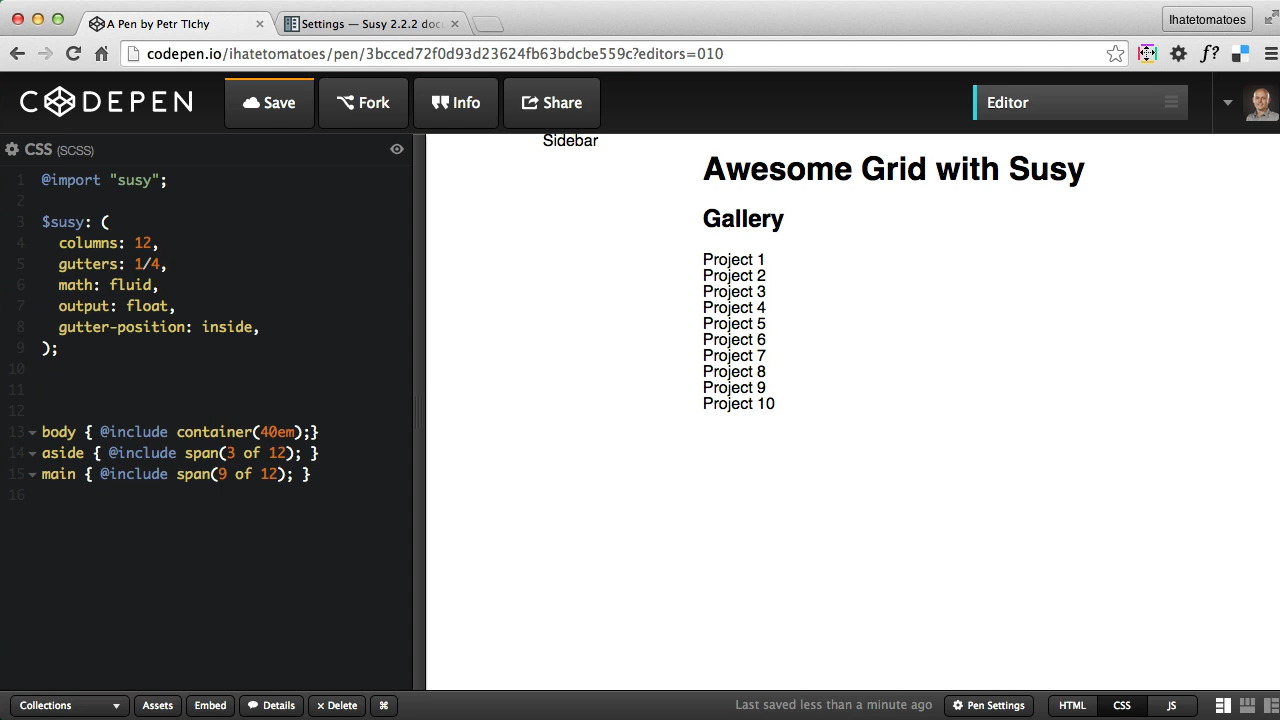 A Pen by Petr TIchy
Settings — Susy 2.2.2 doc
Ihatetomatoes
codepen.io/ihatetomatoes/pen/3bcced72f0d93d23624fb63bdcbe559c?editors=010
f?
CODEPEN
Save
Fork
Info
Share
Editor
CSS (SCSS)
1 @import "susy";
2
3 $susy: (
4 columns: 12,
5 gutters: 1/4,
6 math: fluid,
7 output: float,
8 gutter-position: inside,
9 );
10
11
12
13 body { @include container(40em);}
14 aside { @include span(3 of 12); }
15 main { @include span(9 of 12); }
16
Sidebar
Awesome Grid with Susy
Gallery
Project 1
Project 2
Project 3
Project 4
Project 5
Project 6
Project 7
Project 8
Project 9
Project 10
Collections
Assets
Embed
Details
× Delete
⌘
Last saved less than a minute ago
Pen Settings
HTML
CSS
JS